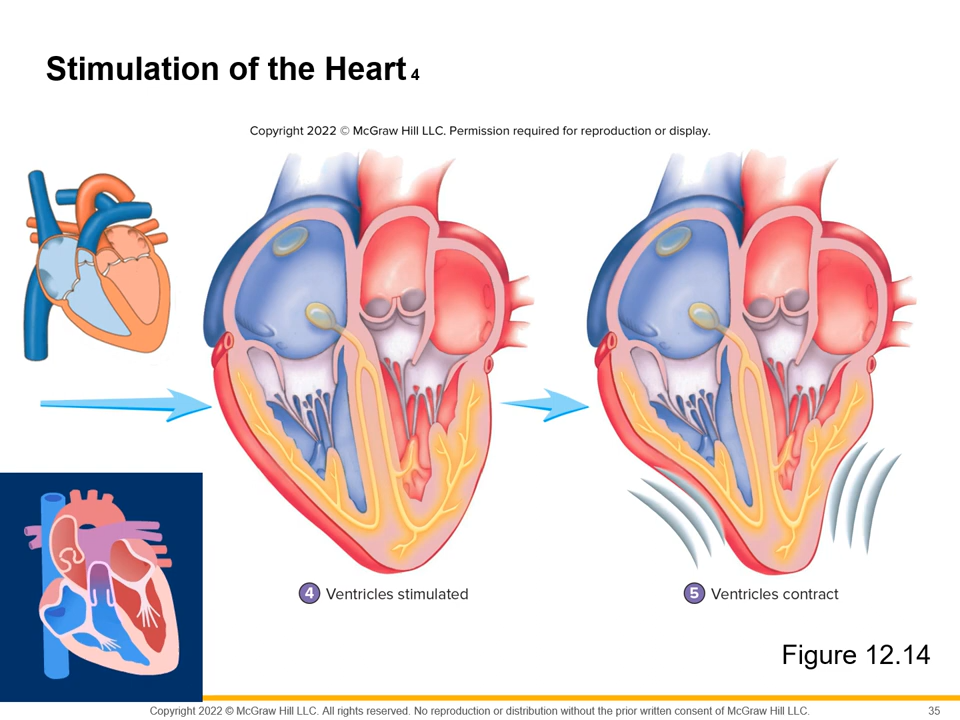 Stimulation of the Heart 4
Copyright 2022 © McGraw Hill LLC. Permission required for reproduction or display.
4 Ventricles stimulated
5 Ventricles contract
Figure 12.14
Copyright 2022 © McGraw Hill LLC. All rights reserved. No reproduction or distribution without the prior written consent of McGraw Hill LLC.
35